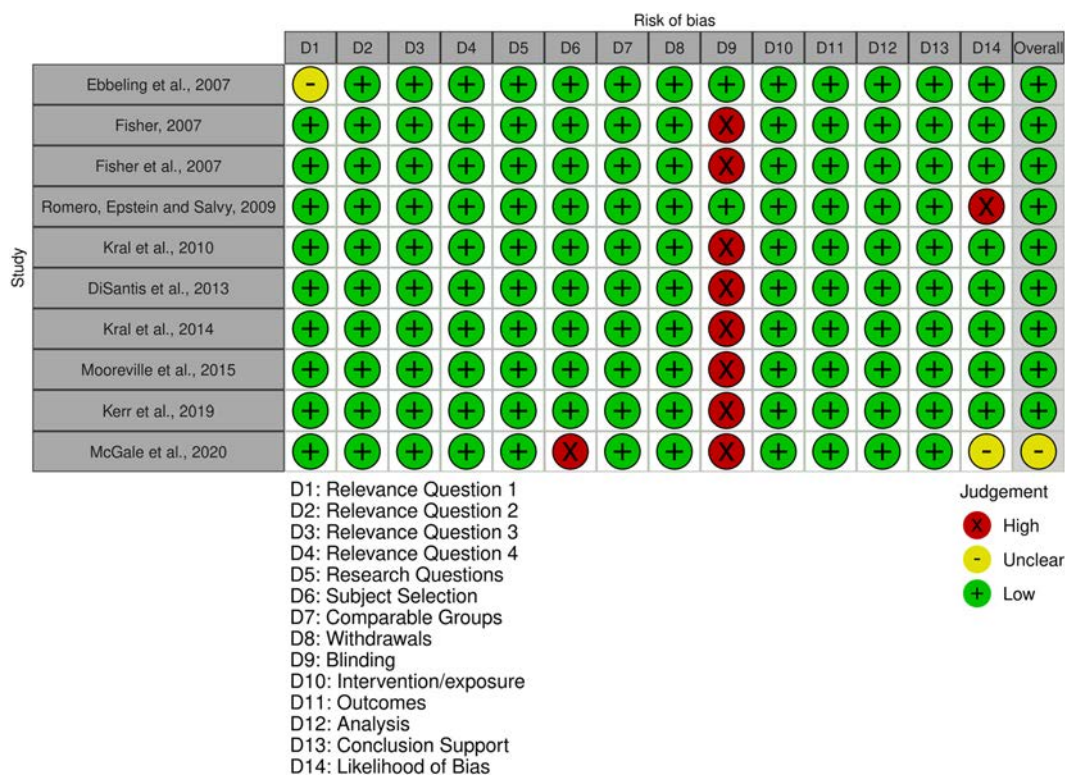 Risk of bias
D1 D2 D3 D4 D5 D6 D7 D8 D9 D10 D11 D12 D13 D14 Overall
Study
Ebbeling et al., 2007 - + + + + + + + + + + + + + +
Fisher, 2007 + + + + + + + + X + + + + + +
Fisher et al., 2007 + + + + + + + + X + + + + + +
Romero, Epstein and Salvy, 2009 + + + + + + + + + + + + + X +
Kral et al., 2010 + + + + + + + + X + + + + + +
DiSantis et al., 2013 + + + + + + + + X + + + + + +
Kral et al., 2014 + + + + + + + + X + + + + + +
Mooreville et al., 2015 + + + + + + + + X + + + + + +
Kerr et al., 2019 + + + + + + + + X + + + + + +
McGale et al., 2020 + + + + + X + + X + + + + - -
D1: Relevance Question 1
D2: Relevance Question 2
D3: Relevance Question 3
D4: Relevance Question 4
D5: Research Questions
D6: Subject Selection
D7: Comparable Groups
D8: Withdrawals
D9: Blinding
D10: Intervention/exposure
D11: Outcomes
D12: Analysis
D13: Conclusion Support
D14: Likelihood of Bias
Judgement
X High
- Unclear
+ Low